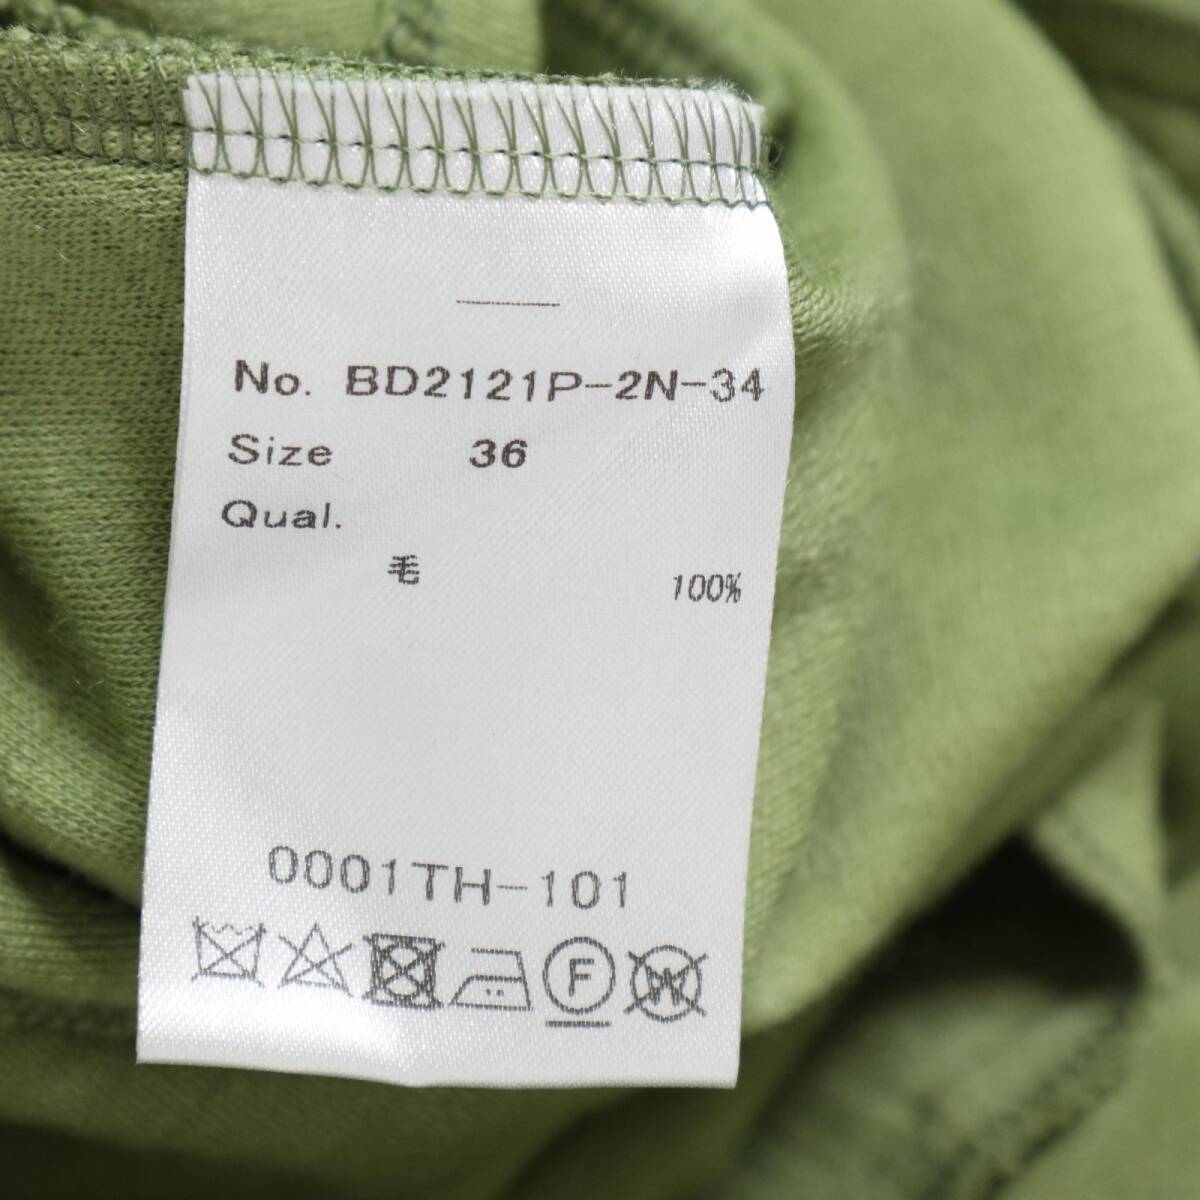 No. BD2121P-2N-34
Size 36
Qual.
毛 100%
0001TH-101
F W